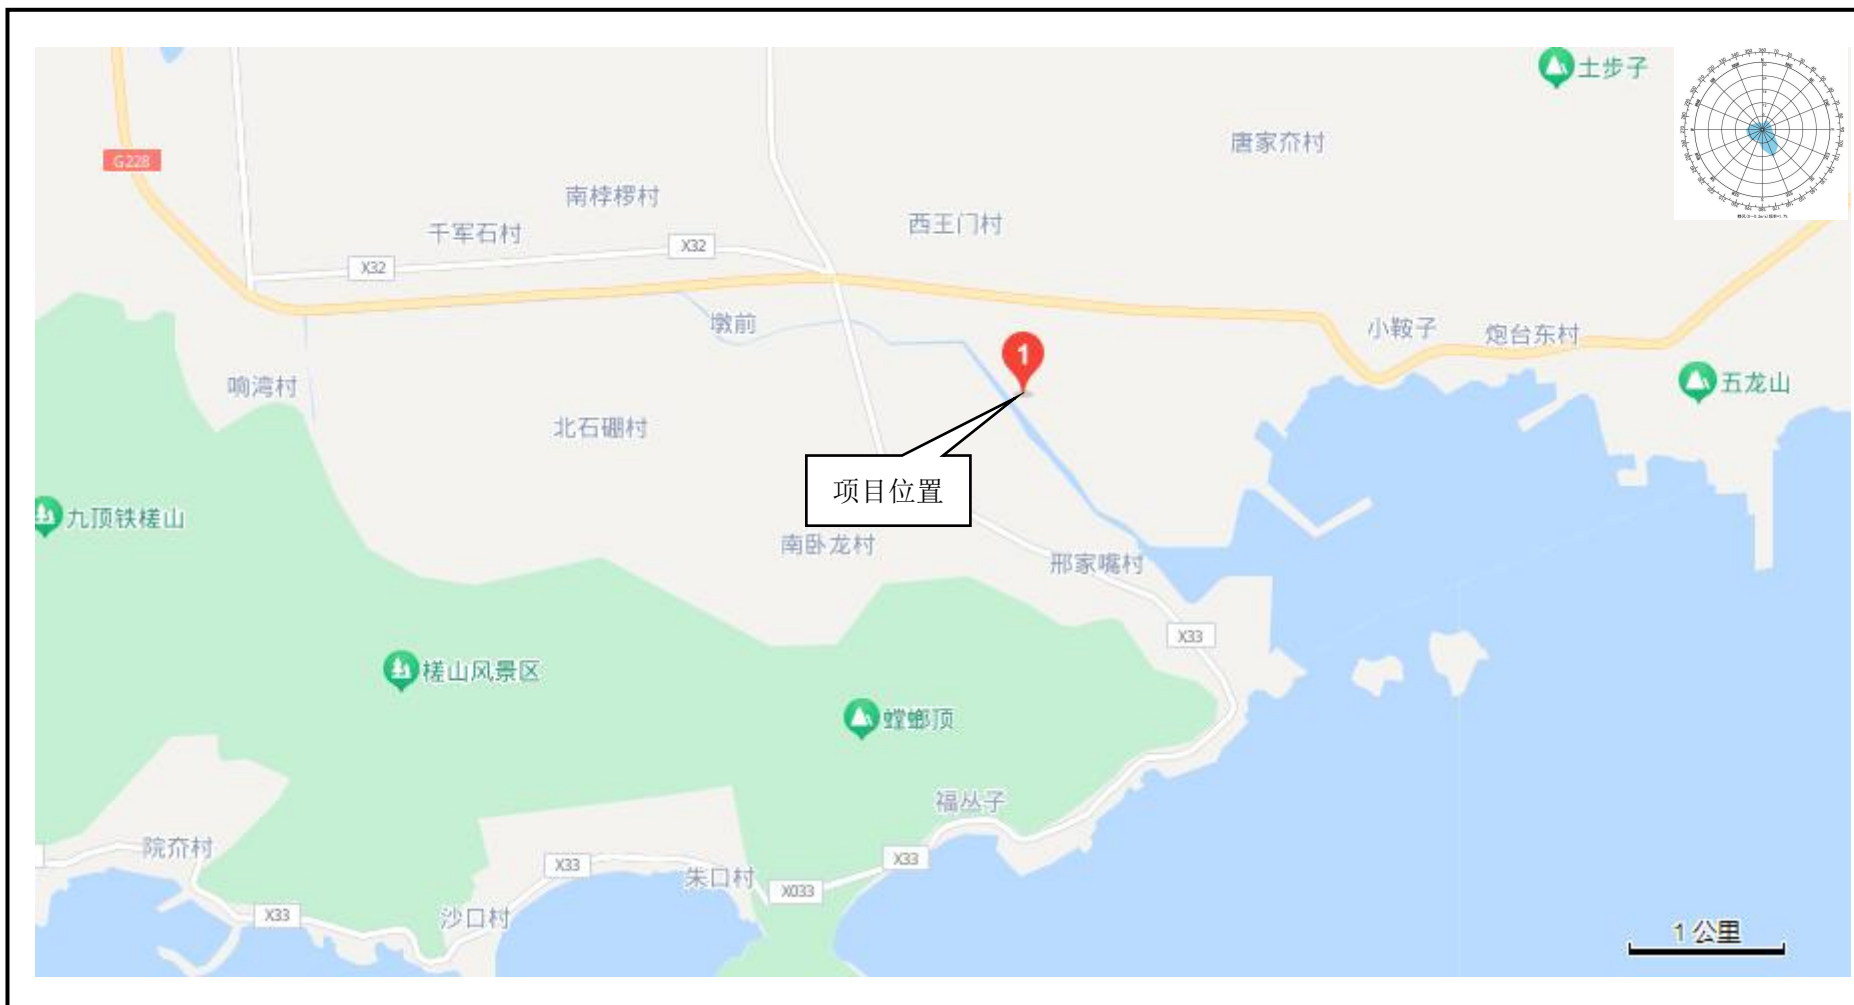 土步子
唐家夼村
G228
南桲椤村
西王门村
千军石村
X32
X32
墩前
小鞍子
炮台东村
1
响湾村
五龙山
北石硼村
项目位置
九顶铁槎山
南卧龙村
邢家嘴村
X33
槎山风景区
螳螂顶
福丛子
院夼村
X33
X33
朱口村
X033
X33
沙口村
1 公里